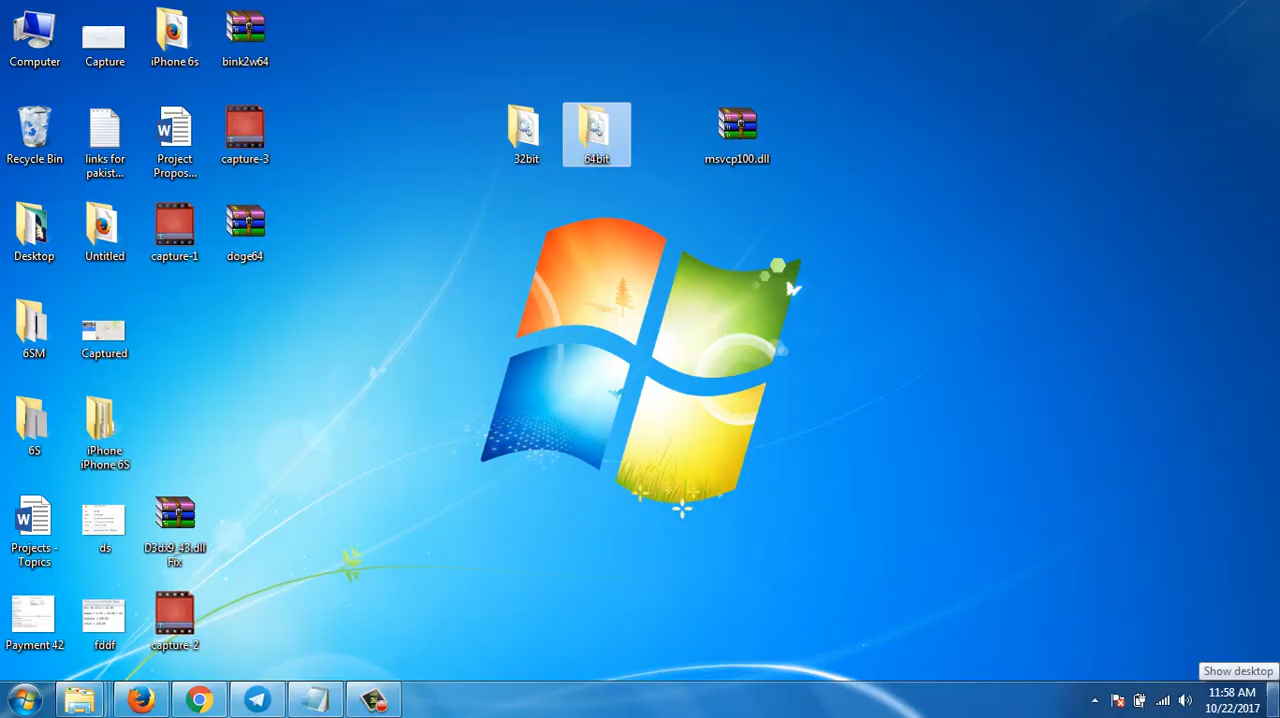 Computer
Capture
iPhone 6s
bink2w64
Recycle Bin
links for
pakist...
Project
Propos...
capture-3
32bit
64bit
msvcp100.dll
Desktop
Untitled
capture-1
doge64
6SM
Captured
6S
iPhone
iPhone 6S
Projects -
Topics
ds
D3dx9_43.dll
Fix
Payment 42
fddf
capture-2
Show desktop
11:58 AM
10/22/2017